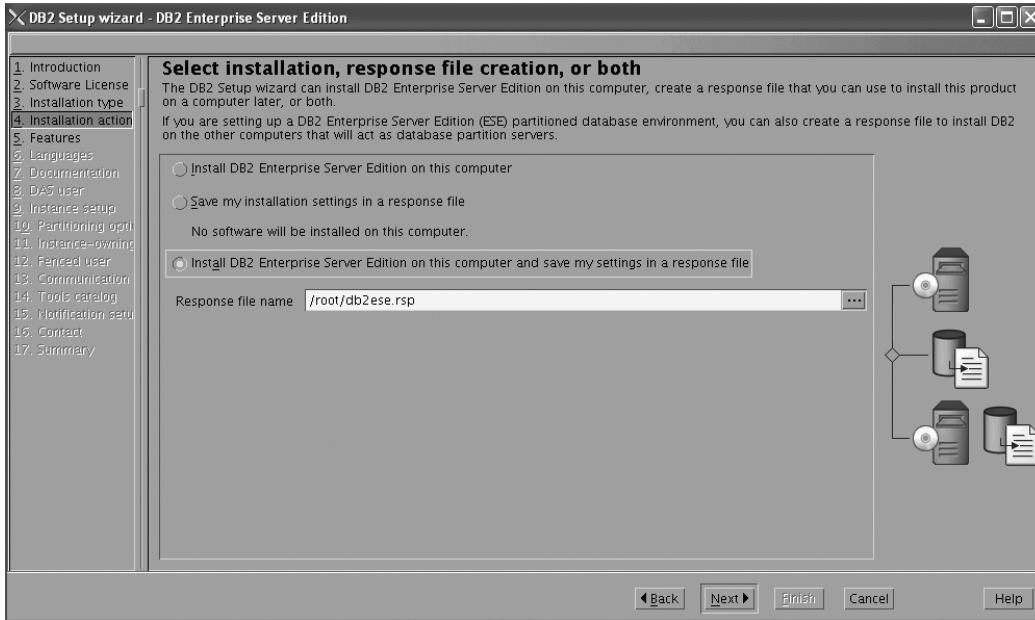 DB2 Setup wizard - DB2 Enterprise Server Edition
1. Introduction
2. Software License
3. Installation type
4. Installation action
5. Features
6. Languages
7. Documentation
8. DAS user
9. Instance setup
10. Partitioning opti
11. Instance-owning
12. Fenced user
13. Communication
14. Tools catalog
15. Notification setu
16. Contact
17. Summary
Select installation, response file creation, or both
The DB2 Setup wizard can install DB2 Enterprise Server Edition on this computer, create a response file that you can use to install this product
on a computer later, or both.
If you are setting up a DB2 Enterprise Server Edition (ESE) partitioned database environment, you can also create a response file to install DB2
on the other computers that will act as database partition servers.
Install DB2 Enterprise Server Edition on this computer
Save my installation settings in a response file
No software will be installed on this computer.
Install DB2 Enterprise Server Edition on this computer and save my settings in a response file
Response file name /root/db2ese.rsp ...
Back Next Finish Cancel Help